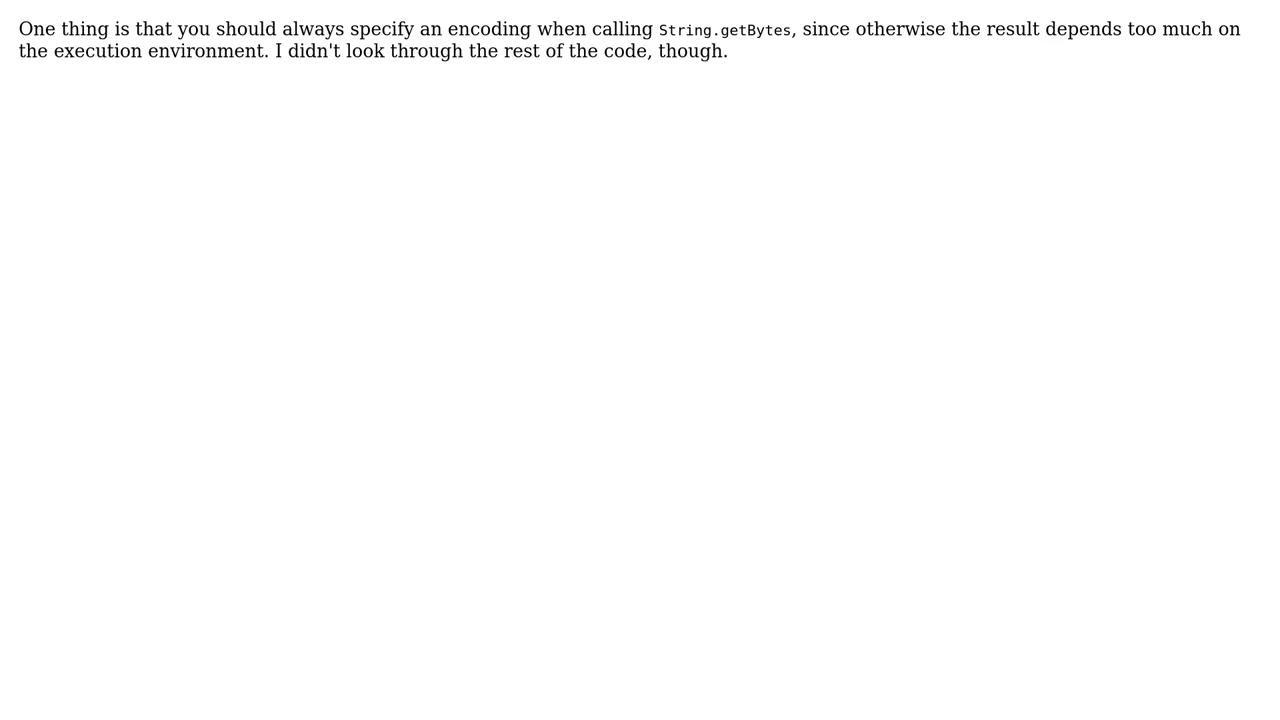 One thing is that you should always specify an encoding when calling String.getBytes, since otherwise the result depends too much on
the execution environment. I didn't look through the rest of the code, though.